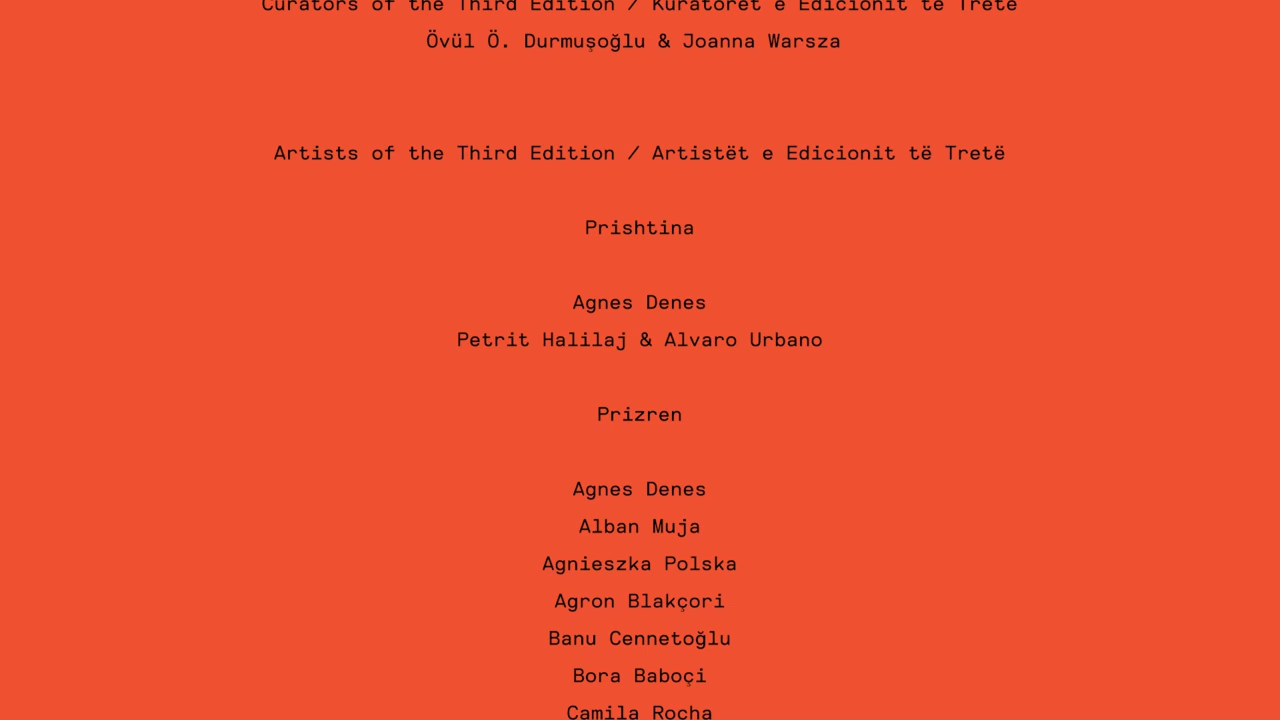 Curators of the Third Edition / Kuratorët e Edicionit të Tretë
Övül Ö. Durmuşoğlu & Joanna Warsza
Artists of the Third Edition / Artistët e Edicionit të Tretë
Prishtina
Agnes Denes
Petrit Halilaj & Alvaro Urbano
Prizren
Agnes Denes
Alban Muja
Agnieszka Polska
Agron Blakçori
Banu Cennetoğlu
Bora Baboçi
Camila Rocha